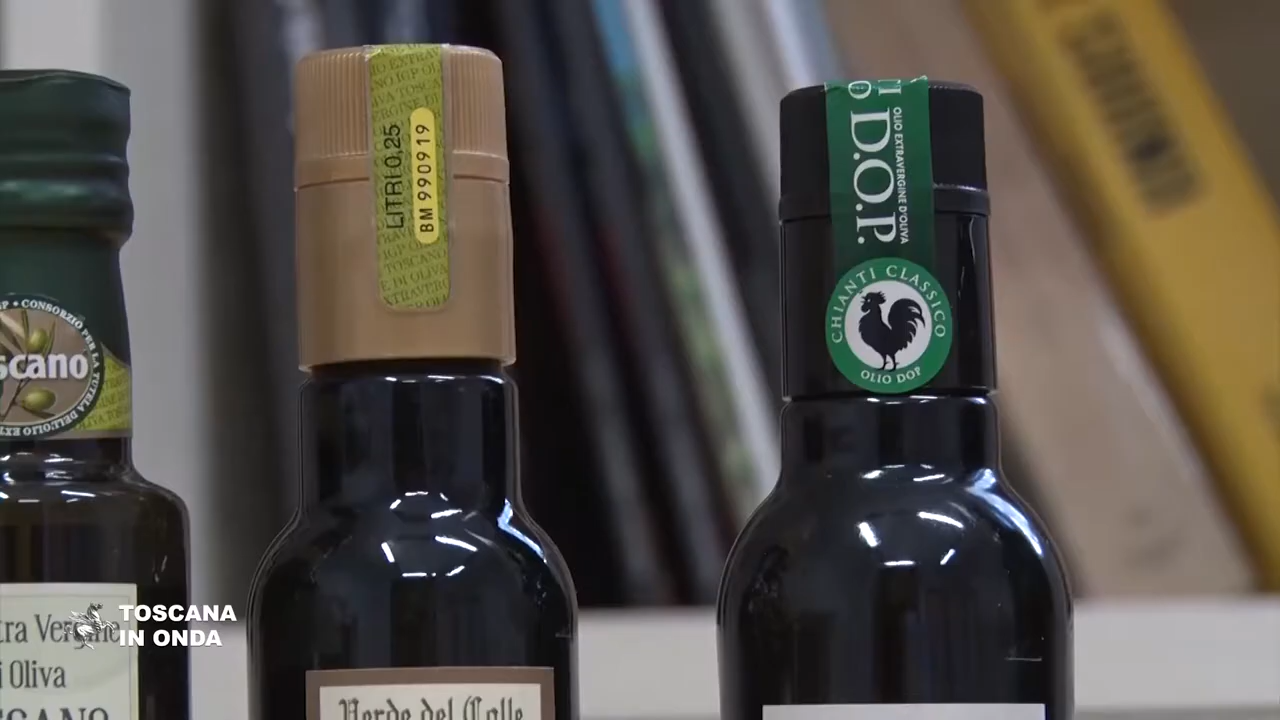 LITRI 0,25
BM 990919
D.O.P.
OLIO EXTRAVERGINE D'OLIVA
CHIANTI CLASSICO
OLIO DOP
CONSORZIO PER LA TUTELA DELL'OLIO
scano
tra Vergine
i Oliva
TOSCANA
IN ONDA
Verde del Colle